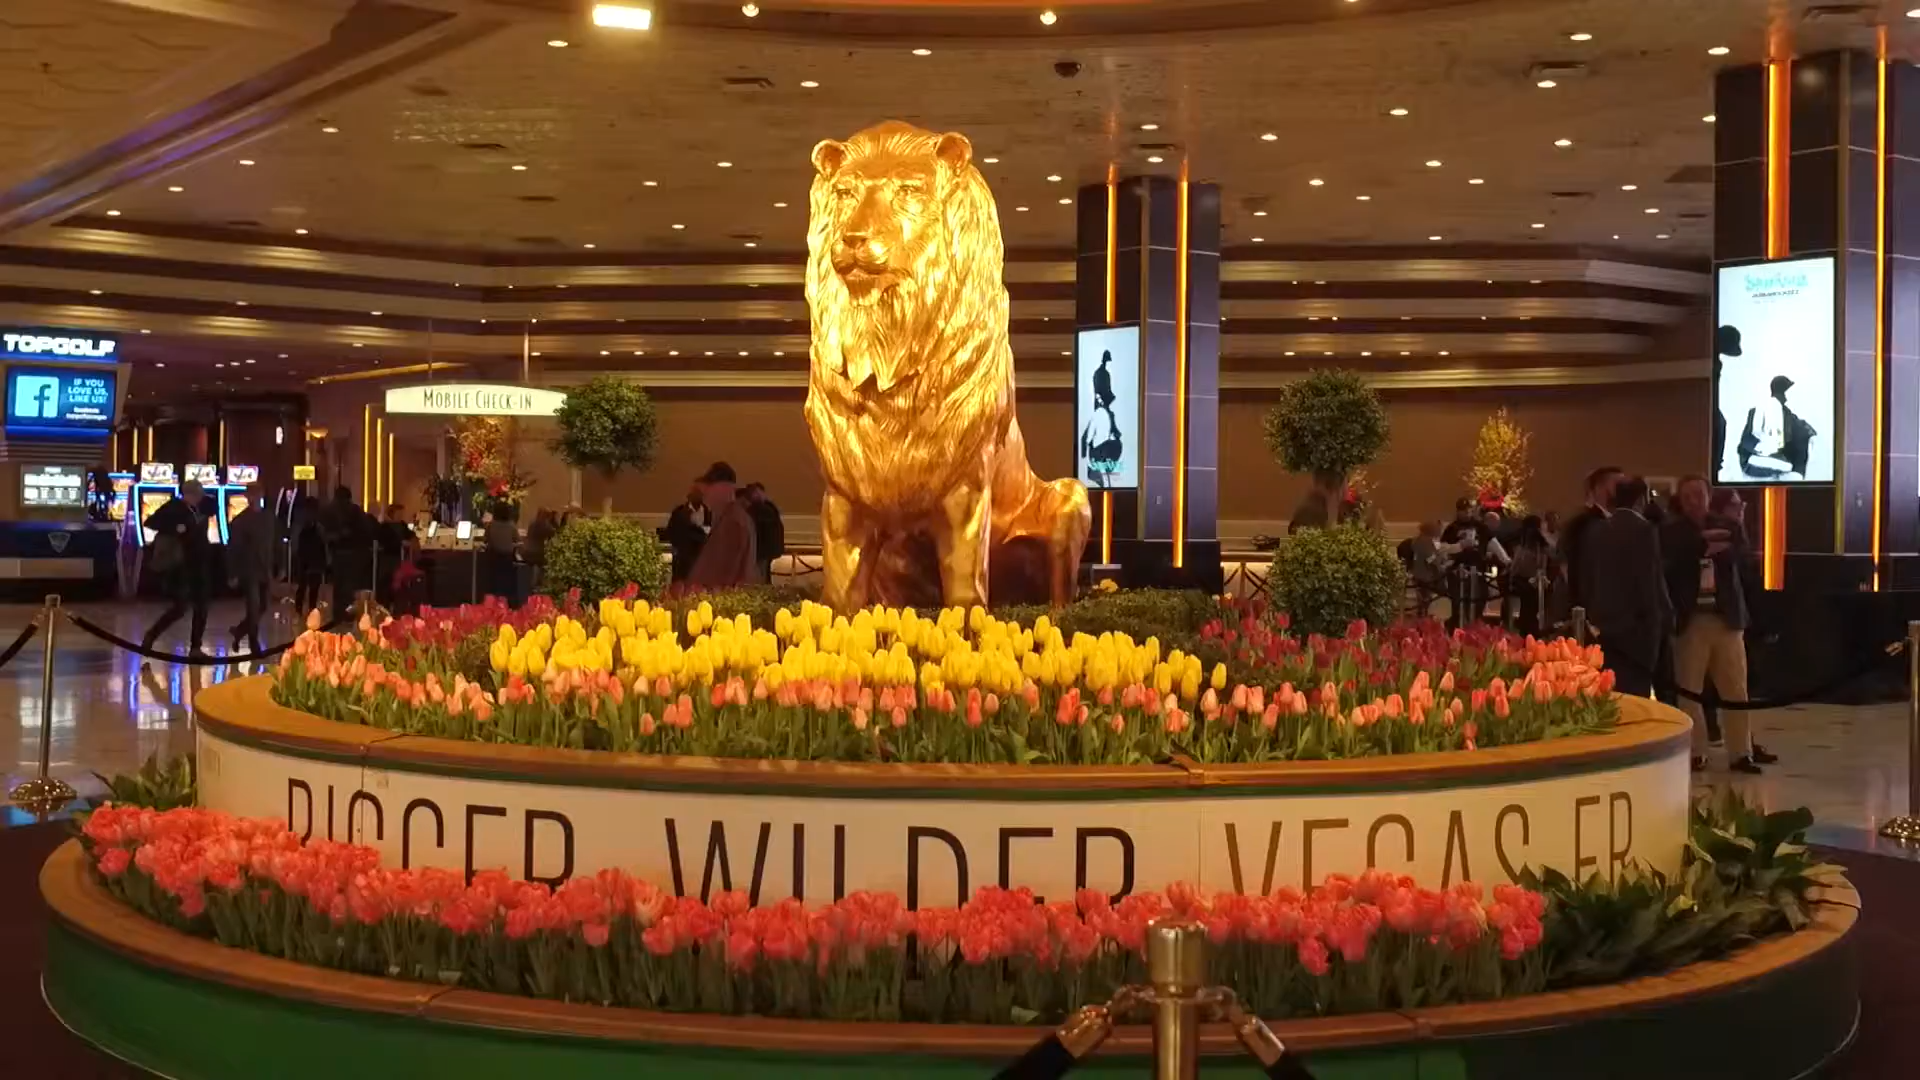 TOPGOLF
IF YOU
LOVE US,
LIKE US!
MOBILE CHECK-IN
BIGGER WILDER VEGAS-ER